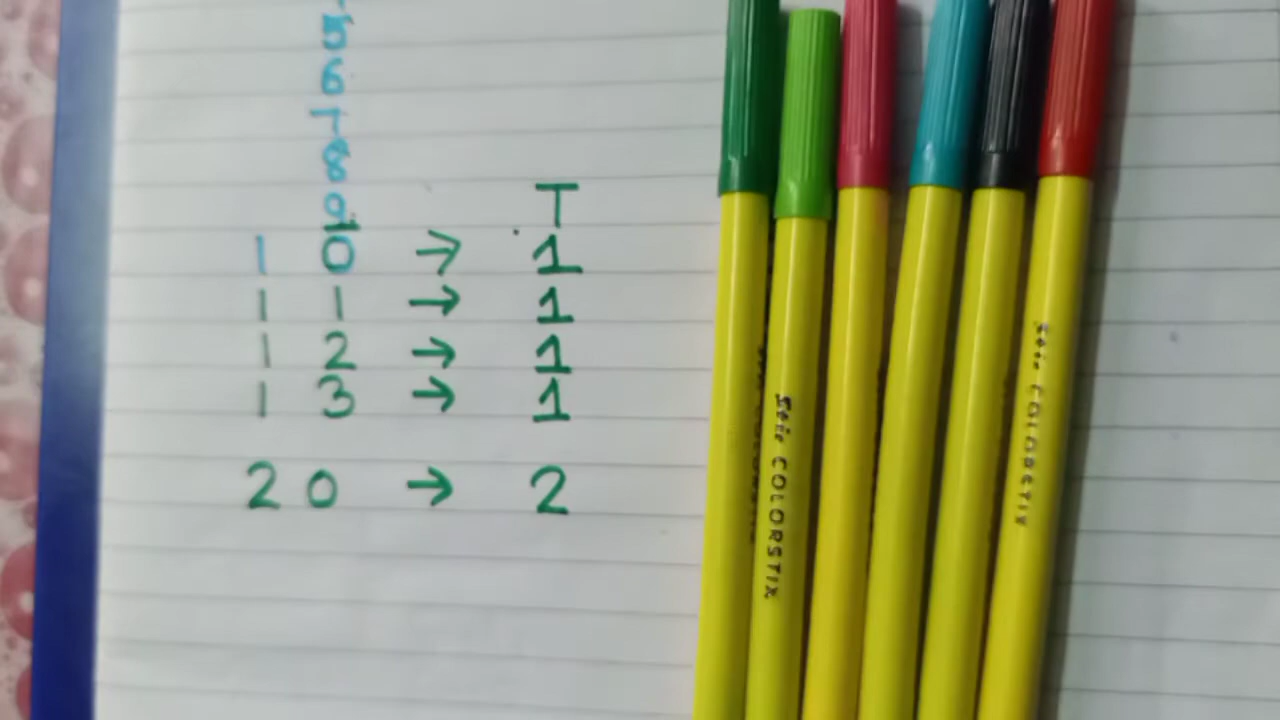 5
6
7
8
9
T
1 0 → 1
1 1 → 1
1 2 → 1
1 3 → 1
2 0 → 2
COLORSTIX
COLORSTIX